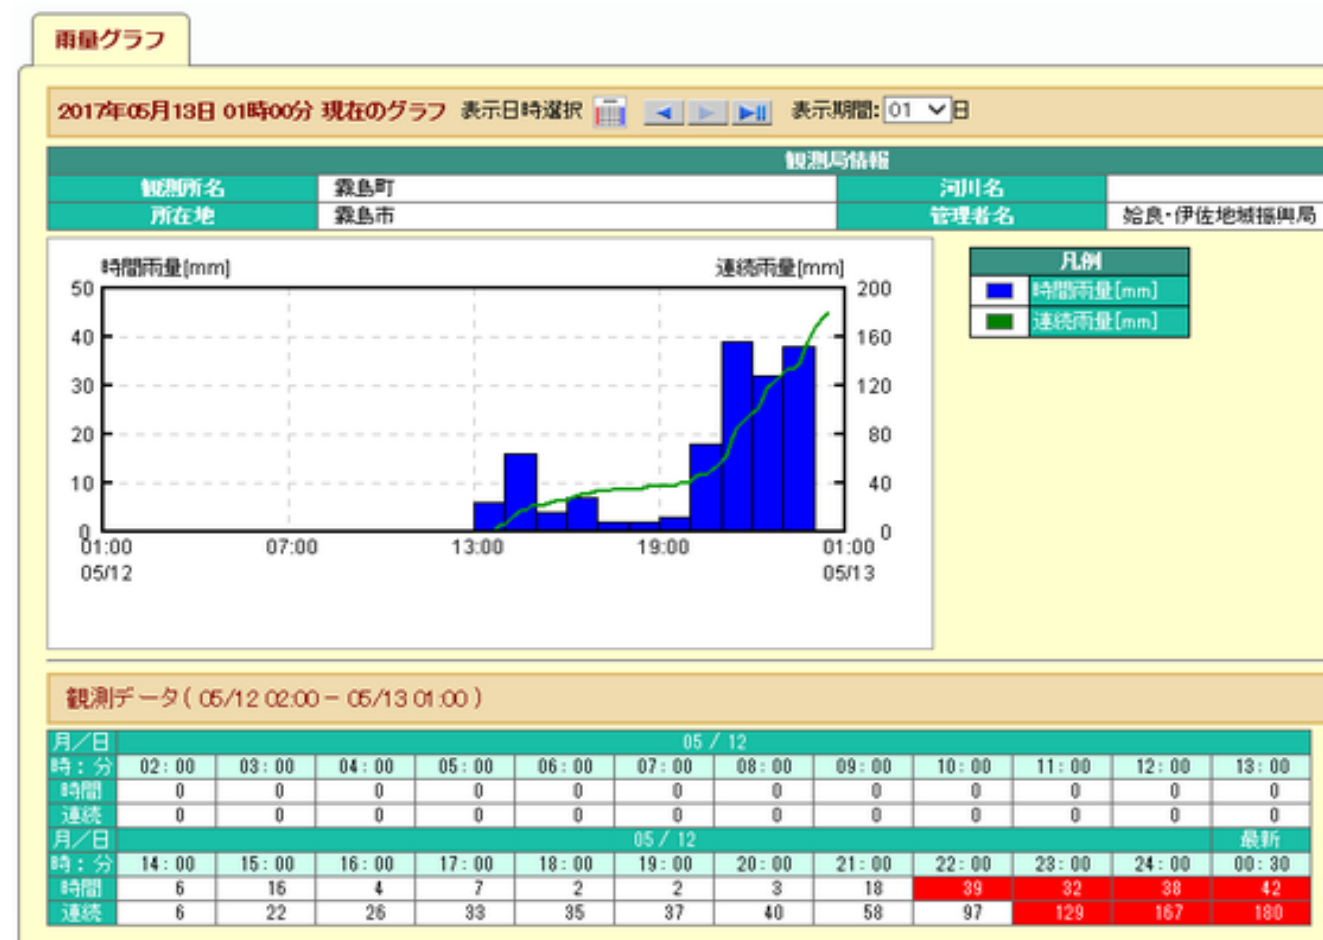 雨量グラフ
2017年05月13日 01時00分 現在のグラフ 表示日時選択 表示期間: 01 日
観測局情報
観測所名 霧島町 河川名
所在地 霧島市 管理者名 姶良・伊佐地域振興局
時間雨量[mm] 連続雨量[mm]
50 200
40 160
30 120
20 80
10 40
0 0
01:00 07:00 13:00 19:00 01:00
05/12 05/13
凡例
時間雨量[mm]
連続雨量[mm]
観測データ( 05/12 02:00 - 05/13 01:00 )
月/日 05 / 12
時:分 02:00 03:00 04:00 05:00 06:00 07:00 08:00 09:00 10:00 11:00 12:00 13:00
時間 0 0 0 0 0 0 0 0 0 0 0 0
連続 0 0 0 0 0 0 0 0 0 0 0 0
月/日 05 / 12 最新
時:分 14:00 15:00 16:00 17:00 18:00 19:00 20:00 21:00 22:00 23:00 24:00 00:30
時間 6 16 4 7 2 2 3 18 39 32 38 42
連続 6 22 26 33 35 37 40 58 97 129 167 180